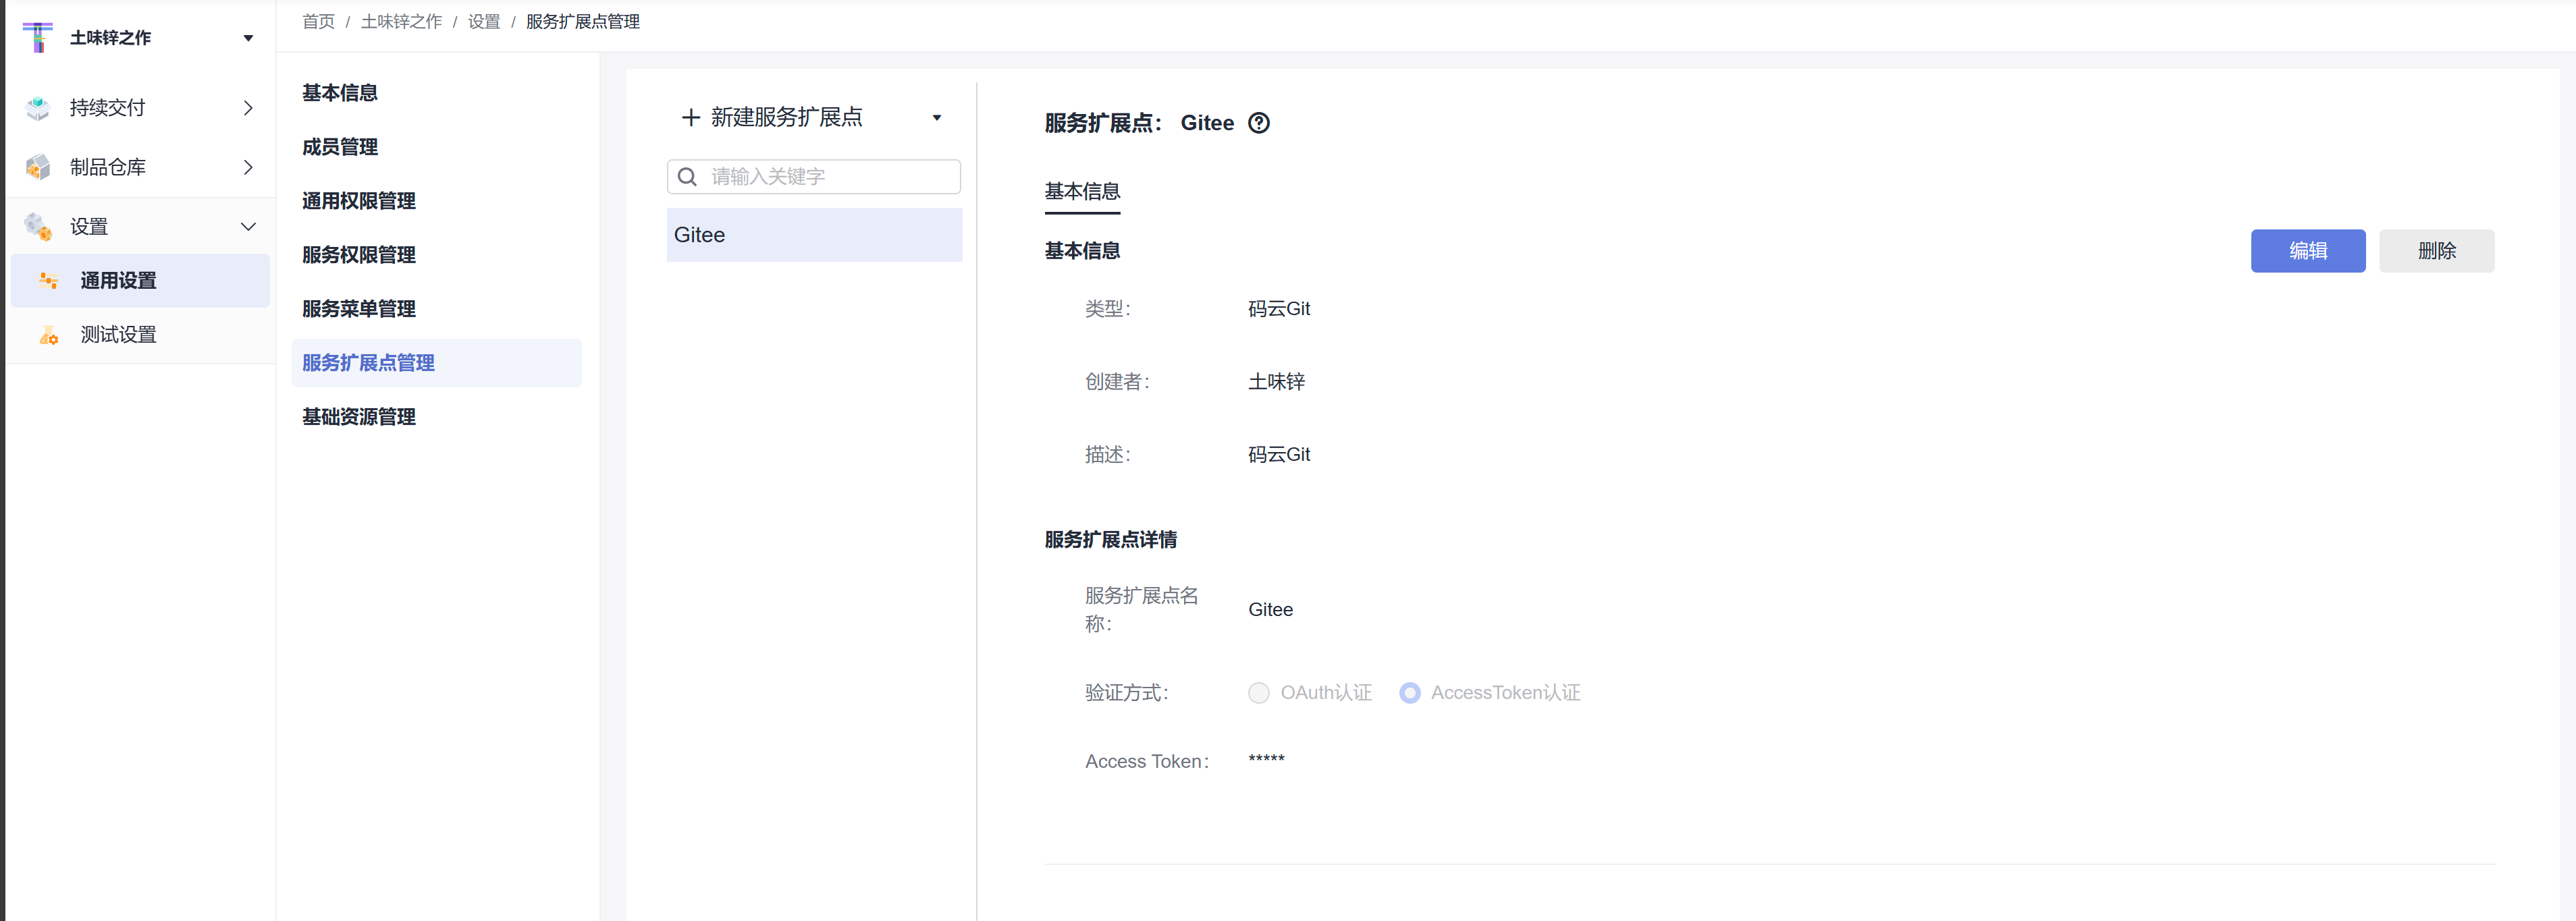 土味锌之作
持续交付
制品仓库
设置
通用设置
测试设置
首页 / 土味锌之作 / 设置 / 服务扩展点管理
基本信息
成员管理
通用权限管理
服务权限管理
服务菜单管理
服务扩展点管理
基础资源管理
新建服务扩展点
请输入关键字
Gitee
服务扩展点： Gitee
基本信息
基本信息
编辑 删除
类型： 码云Git
创建者： 土味锌
描述： 码云Git
服务扩展点详情
服务扩展点名
称：
Gitee
验证方式： OAuth认证 AccessToken认证
Access Token： *****